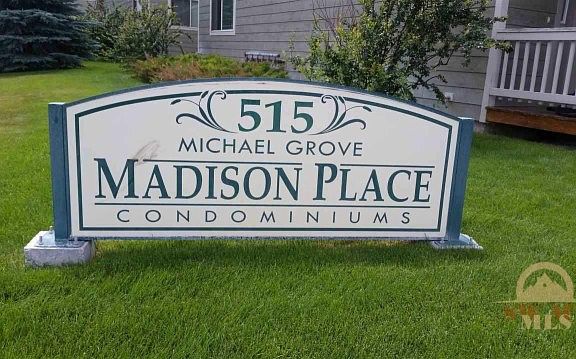 515
MICHAEL GROVE
MADISON PLACE
CONDOMINIUMS
MLS